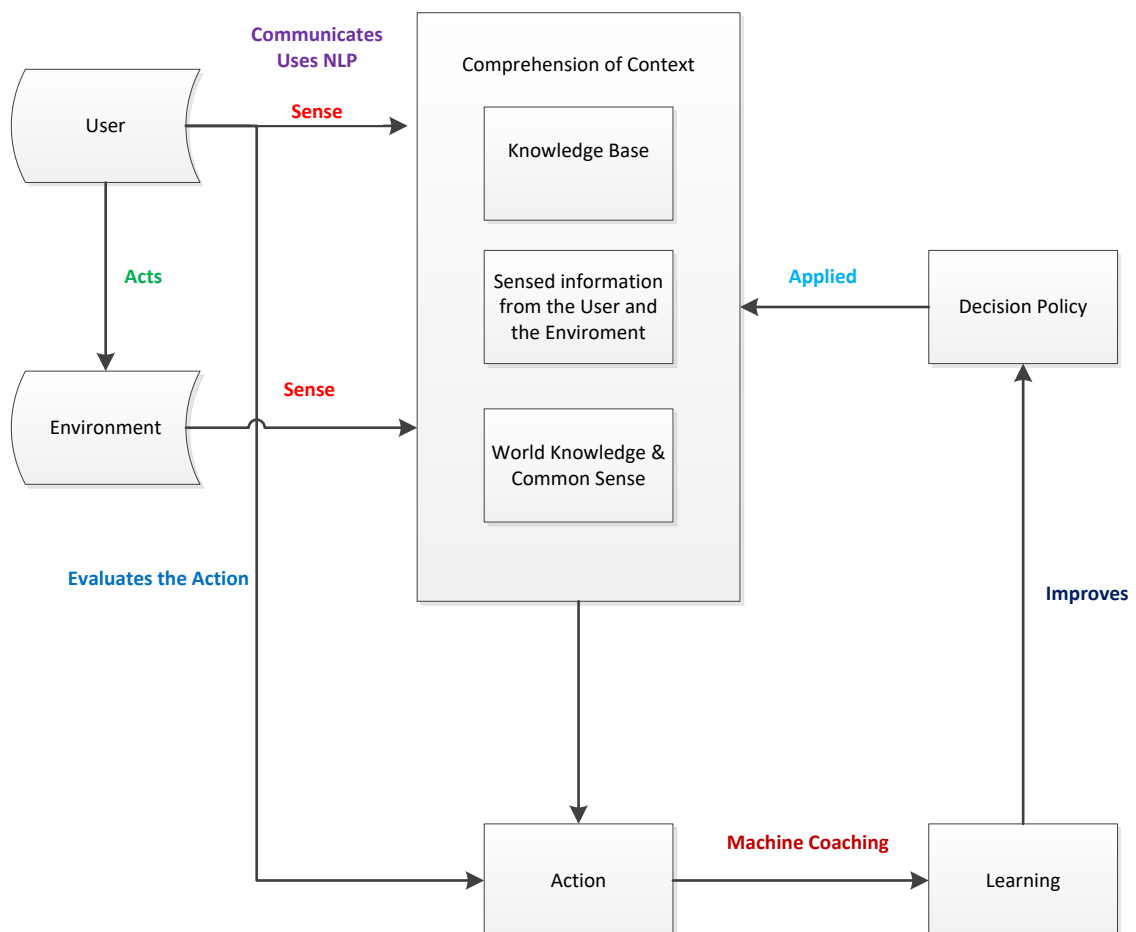 Communicates
Uses NLP
Comprehension of Context
User
Sense
Knowledge Base
Acts
Sensed information
from the User and
the Enviroment
Applied
Decision Policy
Environment
Sense
World Knowledge &
Common Sense
Evaluates the Action
Improves
Action
Machine Coaching
Learning